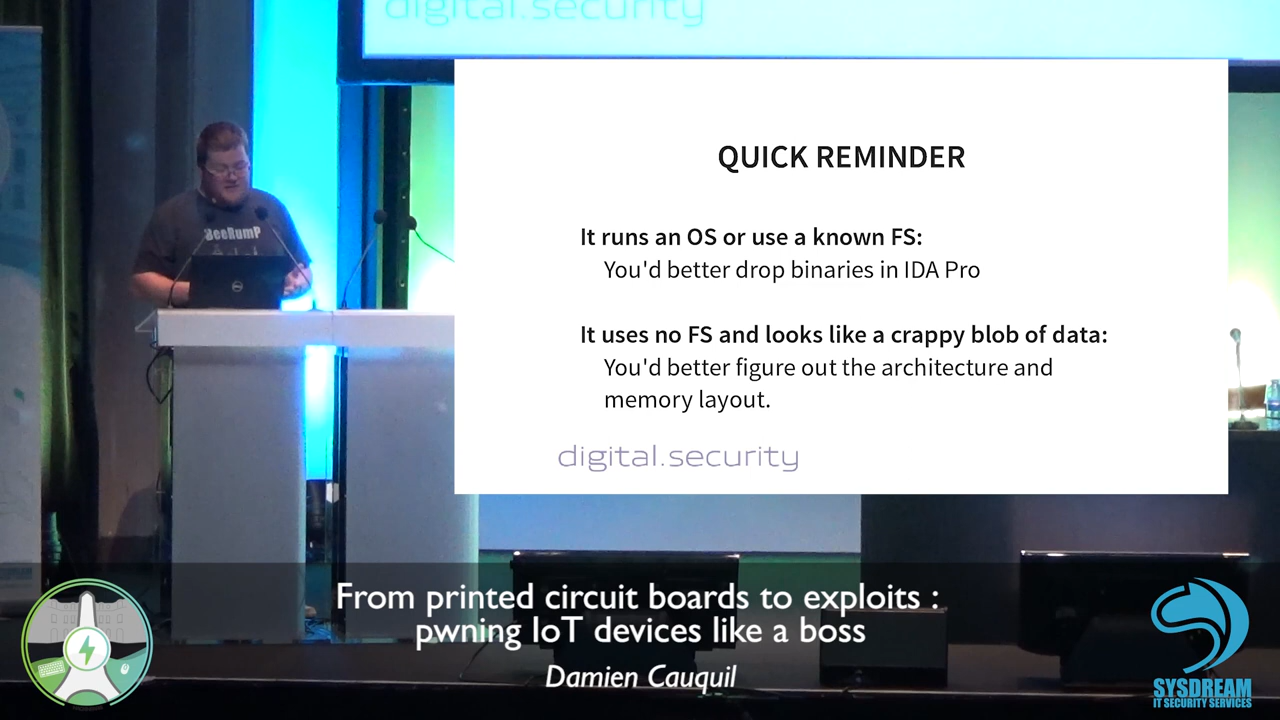 digital.security
QUICK REMINDER
BeeRumP
It runs an OS or use a known FS:
You'd better drop binaries in IDA Pro
DELL
It uses no FS and looks like a crappy blob of data:
You'd better figure out the architecture and
memory layout.
digital.security
From printed circuit boards to exploits :
pwning IoT devices like a boss
Damien Cauquil
SYSDREAM
IT SECURITY SERVICES